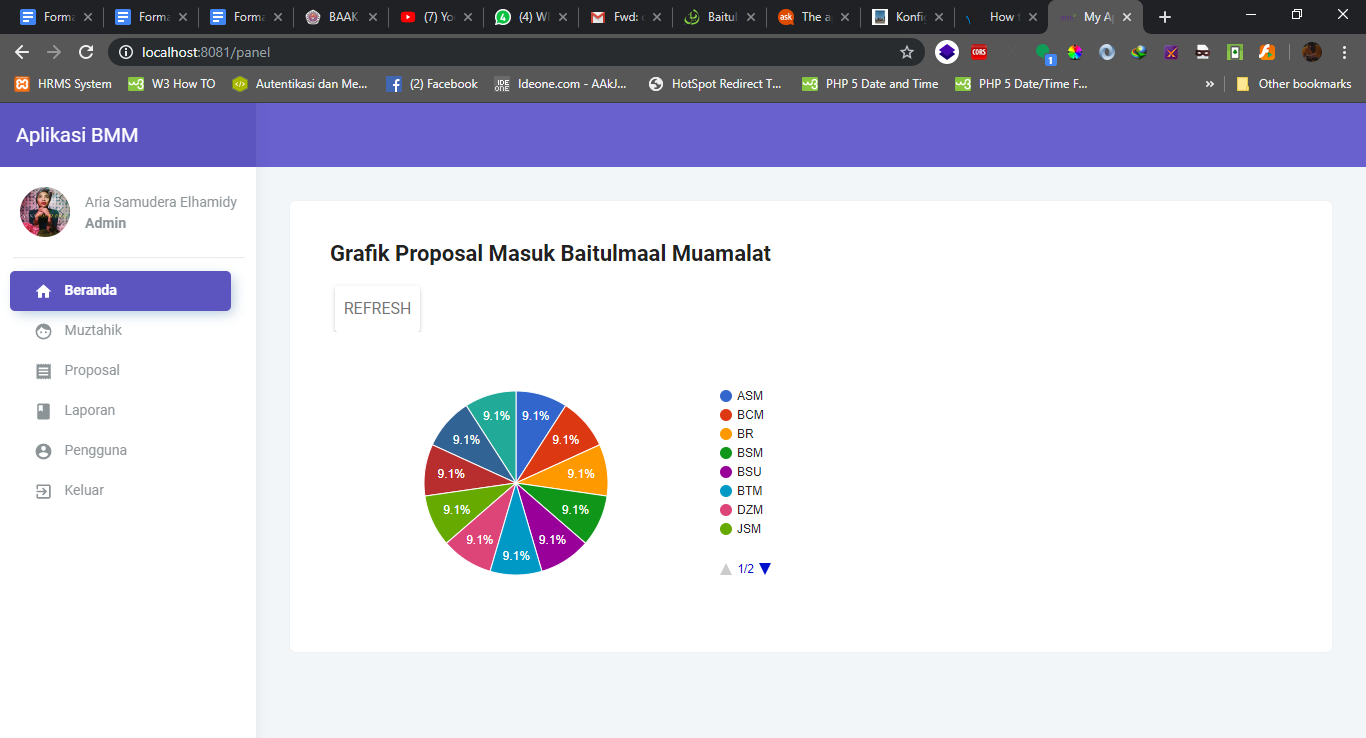 Forma Forma Forma BAAK (7) Yo (4) W Fwd: Baitul The a Konfig How t My A
localhost:8081/panel
HRMS System W3 How TO Autentikasi dan Me... (2) Facebook Ideone.com - AAkJ... HotSpot Redirect T... PHP 5 Date and Time PHP 5 Date/Time F... » Other bookmarks
Aplikasi BMM
Aria Samudera Elhamidy
Admin
Beranda
Muztahik
Proposal
Laporan
Pengguna
Keluar
Grafik Proposal Masuk Baitulmaal Muamalat
REFRESH
9.1%
9.1%
9.1%
9.1%
9.1%
9.1%
9.1%
9.1%
9.1%
9.1%
9.1%
ASM
BCM
BR
BSM
BSU
BTM
DZM
JSM
1/2